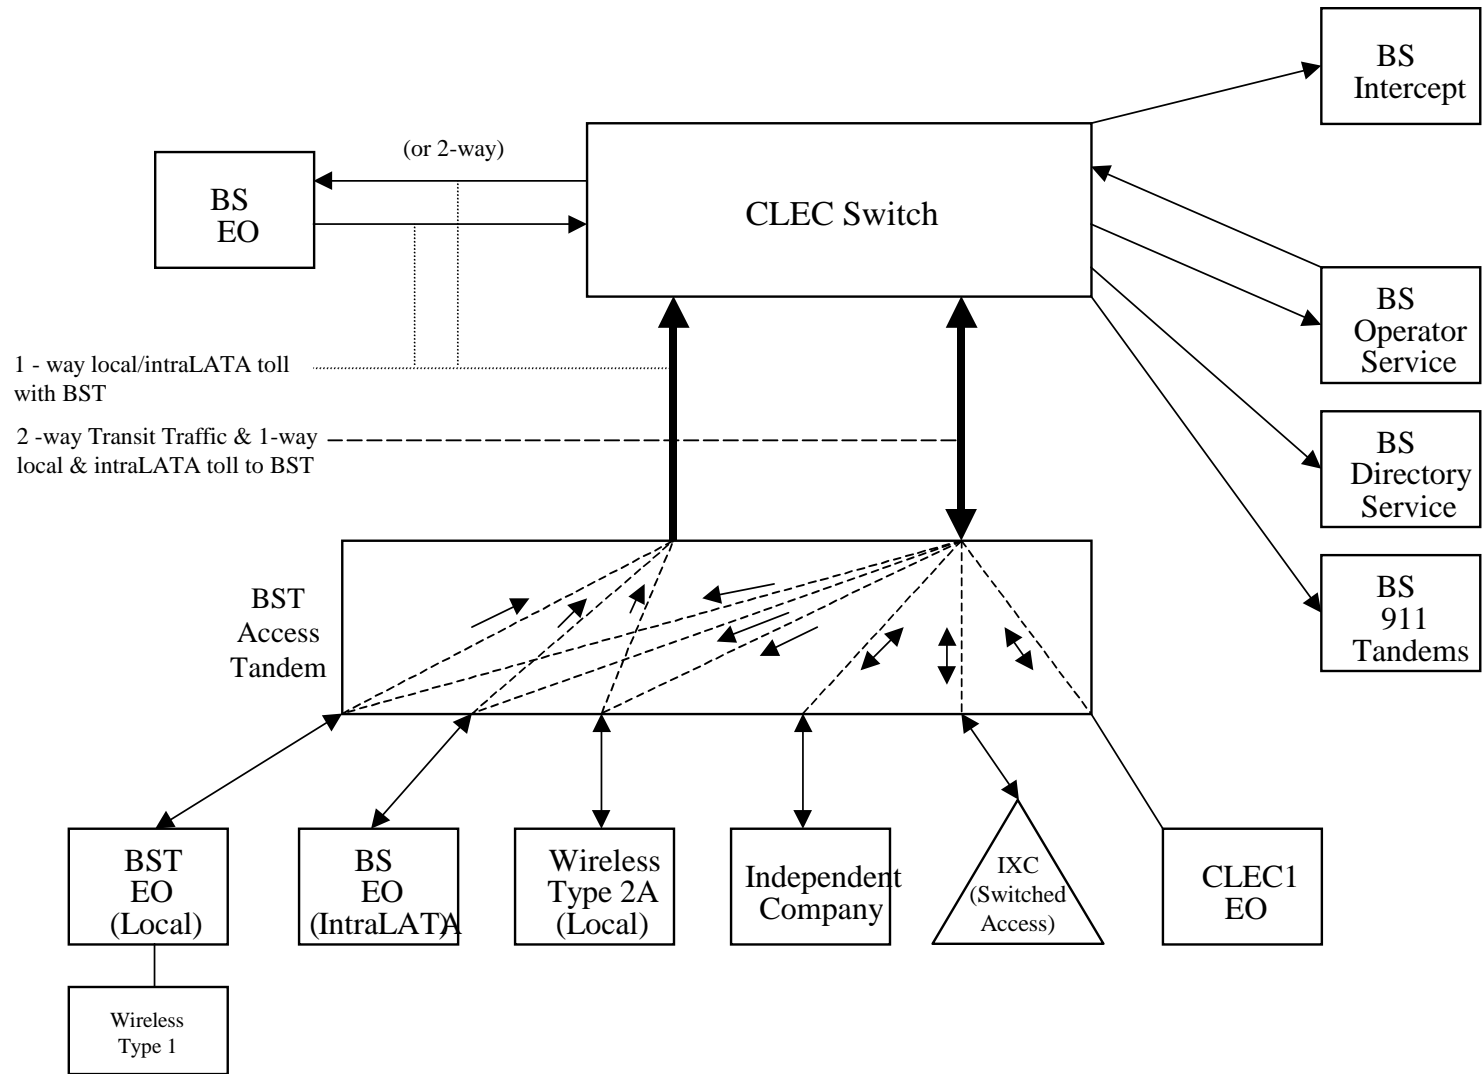 BS
Intercept
(or 2-way)
BS
EO
CLEC Switch
BS
Operator
Service
1 - way local/intraLATA toll
with BST
2 -way Transit Traffic & 1-way
local & intraLATA toll to BST
BS
Directory
Service
BS
911
Tandems
BST
Access
Tandem
BST
EO
(Local)
BS
EO
(IntraLATA)
Wireless
Type 2A
(Local)
Independent
Company
IXC
(Switched
Access)
CLEC1
EO
Wireless
Type 1